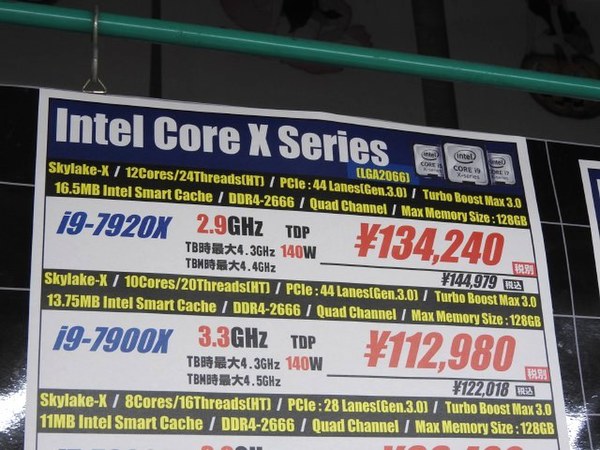 Intel Core X Series
(LGA2066)
intel
CORE i9
X-series
Skylake-X / 12Cores/24Threads(HT) / PCIe : 44 Lanes(Gen.3.0) / Turbo Boost Max 3.0
16.5MB Intel Smart Cache / DDR4-2666 / Quad Channel / Max Memory Size : 128GB
i9-7920X 2.9GHz TDP ¥134,240 税別
TB時最大4.3GHz 140W
TBM時最大4.4GHz
¥144,979 税込
Skylake-X / 10Cores/20Threads(HT) / PCIe : 44 Lanes(Gen.3.0) / Turbo Boost Max 3.0
13.75MB Intel Smart Cache / DDR4-2666 / Quad Channel / Max Memory Size : 128GB
i9-7900X 3.3GHz TDP ¥112,980 税別
TB時最大4.3GHz 140W
TBM時最大4.5GHz
¥122,018 税込
Skylake-X / 8Cores/16Threads(HT) / PCIe : 28 Lanes(Gen.3.0) / Turbo Boost Max 3.0
11MB Intel Smart Cache / DDR4-2666 / Quad Channel / Max Memory Size : 128GB